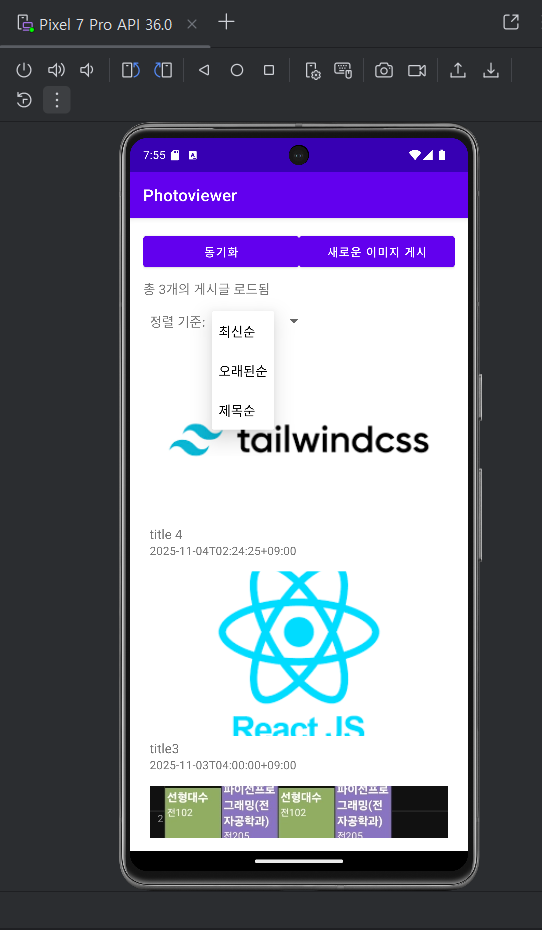 Pixel 7 Pro API 36.0
7:55
A
Photoviewer
동기화
새로운 이미지 게시
총 3개의 게시글 로드됨
정렬 기준:
최신순
오래된순
제목순
tailwindcss
title 4
2025-11-04T02:24:25+09:00
React JS
title3
2025-11-03T04:00:00+09:00
2
선형대수
전102
파이썬프로
그래밍(전
자공학과)
전205
선형대수
전102
파이썬프로
그래밍(전
자공학과)
전205